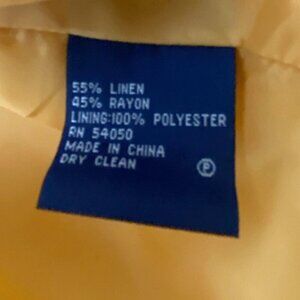 55% LINEN
45% RAYON
LINING:100% POLYESTER
RN 54050
MADE IN CHINA
DRY CLEAN
P